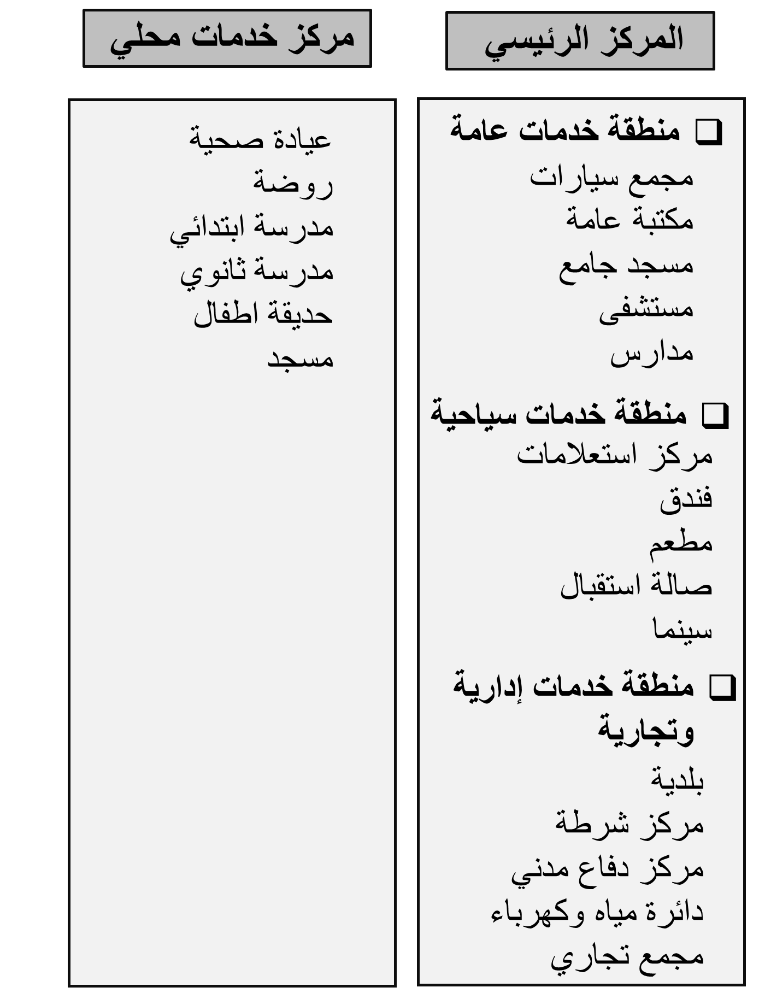 المركز الرئيسي
❑ منطقة خدمات عامة
مجمع سيارات
مكتبة عامة
مسجد جامع
مستشفى
مدارس
❑ منطقة خدمات سياحية
مركز استعلامات
فندق
مطعم
صالة استقبال
سينما
❑ منطقة خدمات إدارية
وتجارية
بلدية
مركز شرطة
مركز دفاع مدني
دائرة مياه وكهرباء
مجمع تجاري
مركز خدمات محلي
عيادة صحية
روضة
مدرسة ابتدائي
مدرسة ثانوي
حديقة اطفال
مسجد